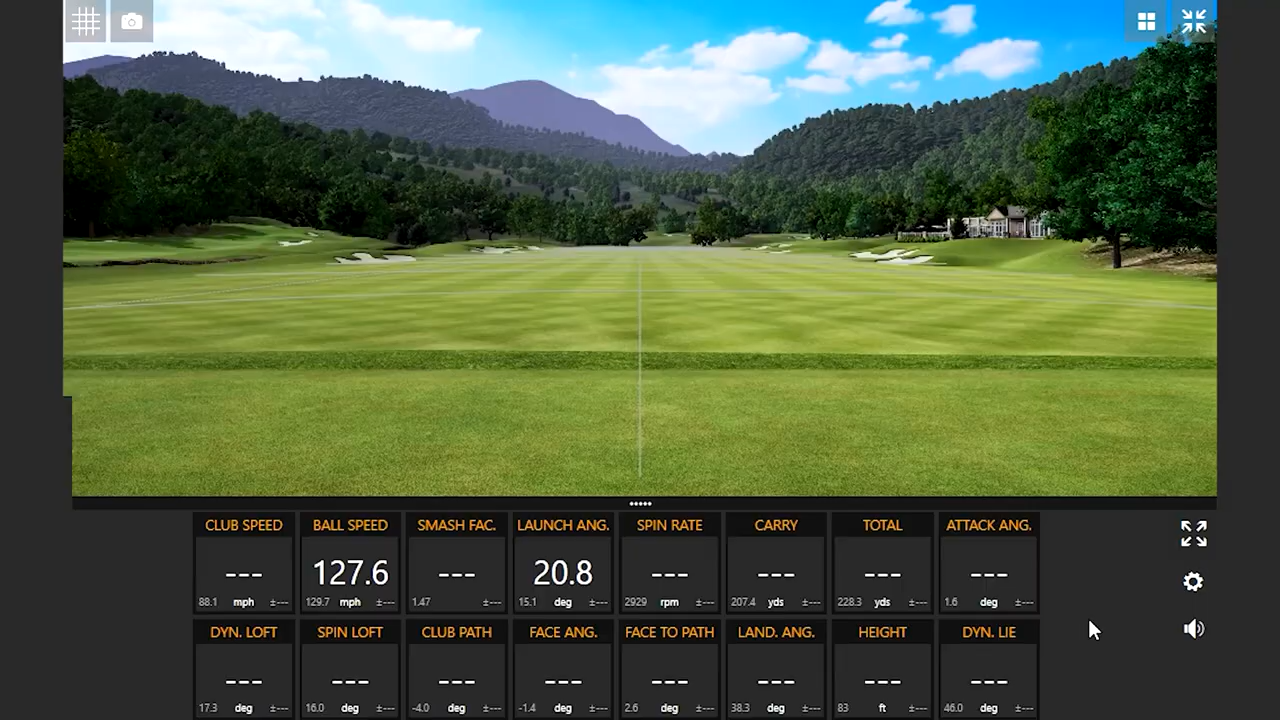 CLUB SPEED BALL SPEED SMASH FAC. LAUNCH ANG. SPIN RATE CARRY TOTAL ATTACK ANG.
--- 127.6 --- 20.8 --- --- --- ---
88.1 mph ±--- 129.7 mph ±--- 1.47 ±--- 15.1 deg ±--- 2929 rpm ±--- 207.4 yds ±--- 228.3 yds ±--- 1.6 deg ±---
DYN. LOFT SPIN LOFT CLUB PATH FACE ANG. FACE TO PATH LAND. ANG. HEIGHT DYN. LIE
--- --- --- --- --- --- --- ---
17.3 deg ±--- 16.0 deg ±--- -4.0 deg ±--- -1.4 deg ±--- 2.6 deg ±--- 38.3 deg ±--- 83 ft ±--- 46.0 deg ±---